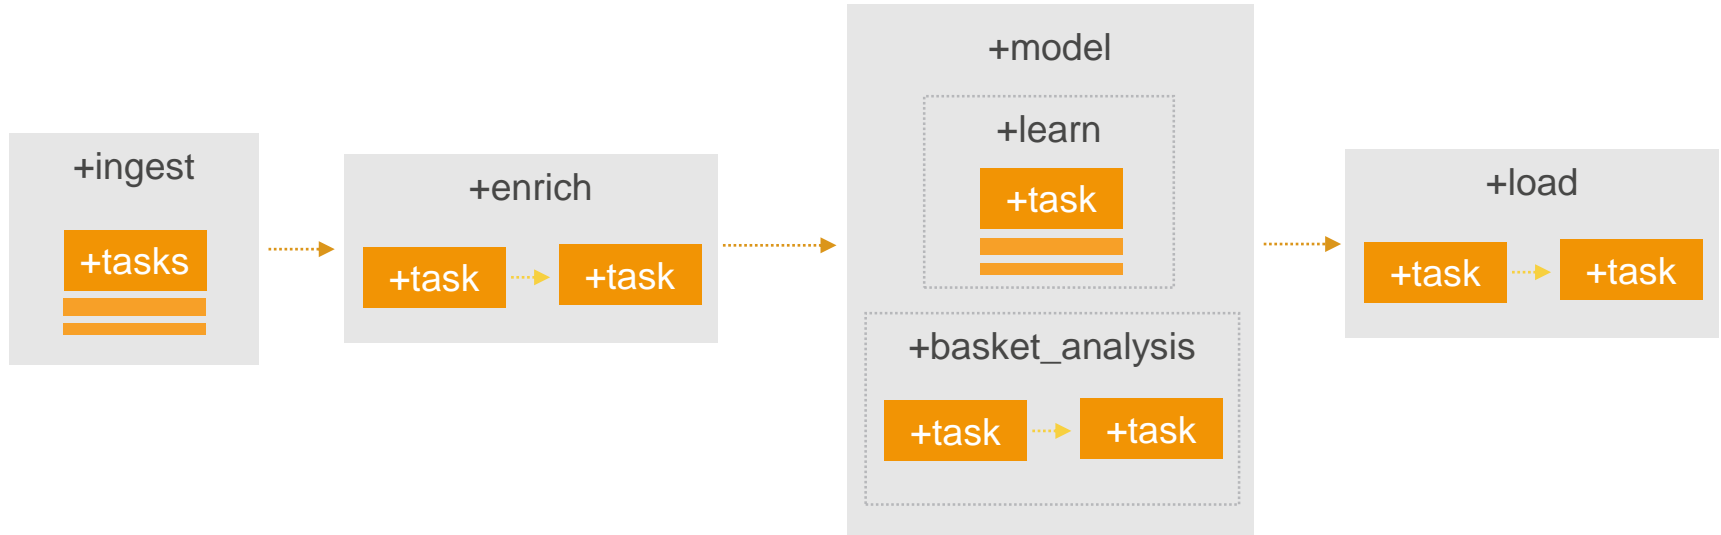 +ingest
+tasks
+enrich
+task
+task
+model
+learn
+task
+basket_analysis
+task
+task
+load
+task
+task